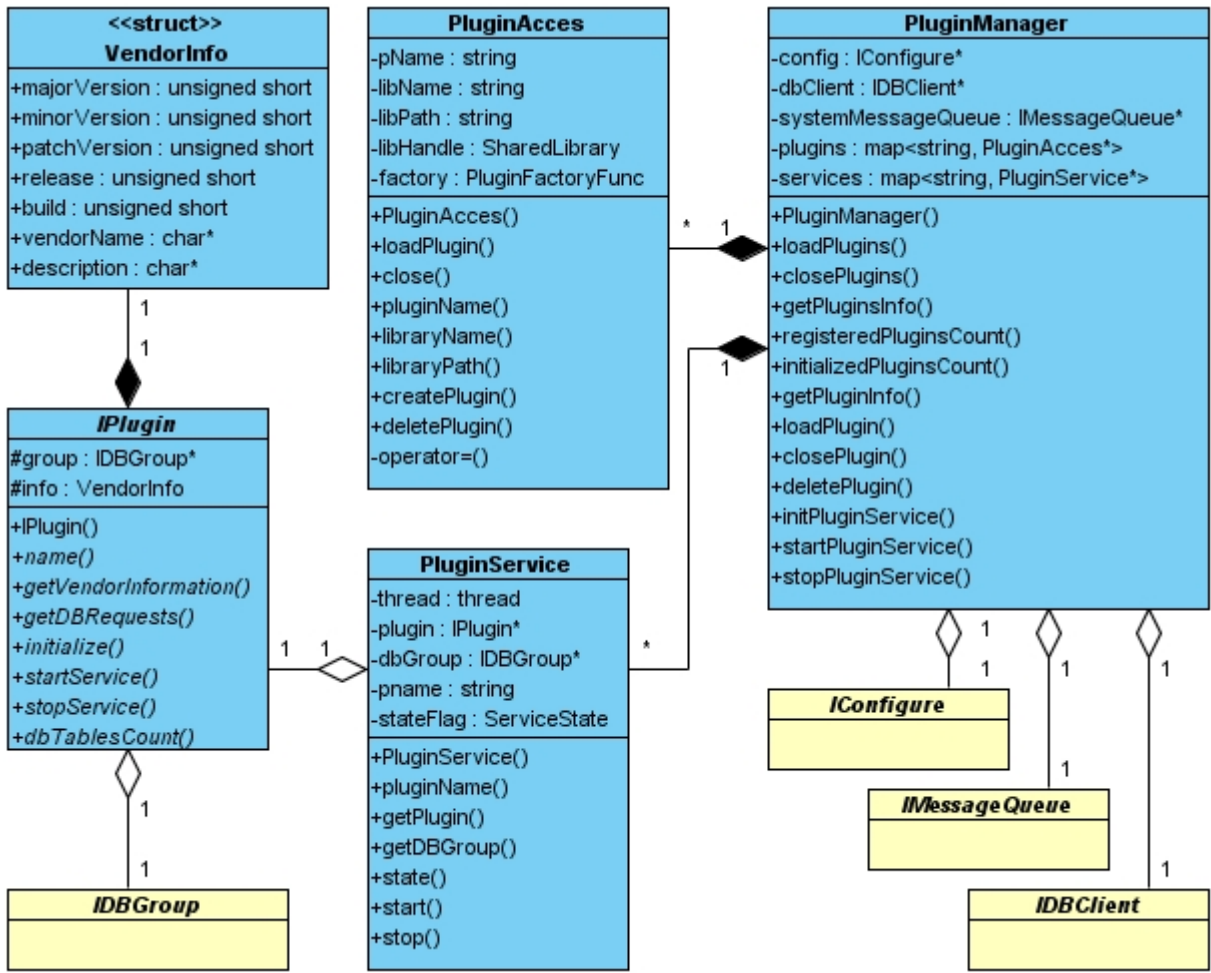 <<struct>>
VendorInfo
+majorVersion : unsigned short
+minorVersion : unsigned short
+patchVersion : unsigned short
+release : unsigned short
+build : unsigned short
+vendorName : char*
+description : char*
1
1
IPlugin
#group : IDBGroup*
#info : VendorInfo
+IPlugin()
+name()
+getVendorInformation()
+getDBRequests()
+initialize()
+startService()
+stopService()
+dbTablesCount()
1
1
IDBGroup
1 1
PluginAcces
-pName : string
-libName : string
-libPath : string
-libHandle : SharedLibrary
-factory : PluginFactoryFunc
+PluginAcces()
+loadPlugin()
+close()
+pluginName()
+libraryName()
+libraryPath()
+createPlugin()
+deletePlugin()
-operator=()
* 1
PluginService
-thread : thread
-plugin : IPlugin*
-dbGroup : IDBGroup*
-pname : string
-stateFlag : ServiceState
+PluginService()
+pluginName()
+getPlugin()
+getDBGroup()
+state()
+start()
+stop()
*
1
PluginManager
-config : IConfigure*
-dbClient : IDBClient*
-systemMessageQueue : IMessageQueue*
-plugins : map<string, PluginAcces*>
-services : map<string, PluginService*>
+PluginManager()
+loadPlugins()
+closePlugins()
+getPluginsInfo()
+registeredPluginsCount()
+initializedPluginsCount()
+getPluginInfo()
+loadPlugin()
+closePlugin()
+deletePlugin()
+initPluginService()
+startPluginService()
+stopPluginService()
1
1 1 1
IConfigure
1
IMessageQueue
1
IDBClient